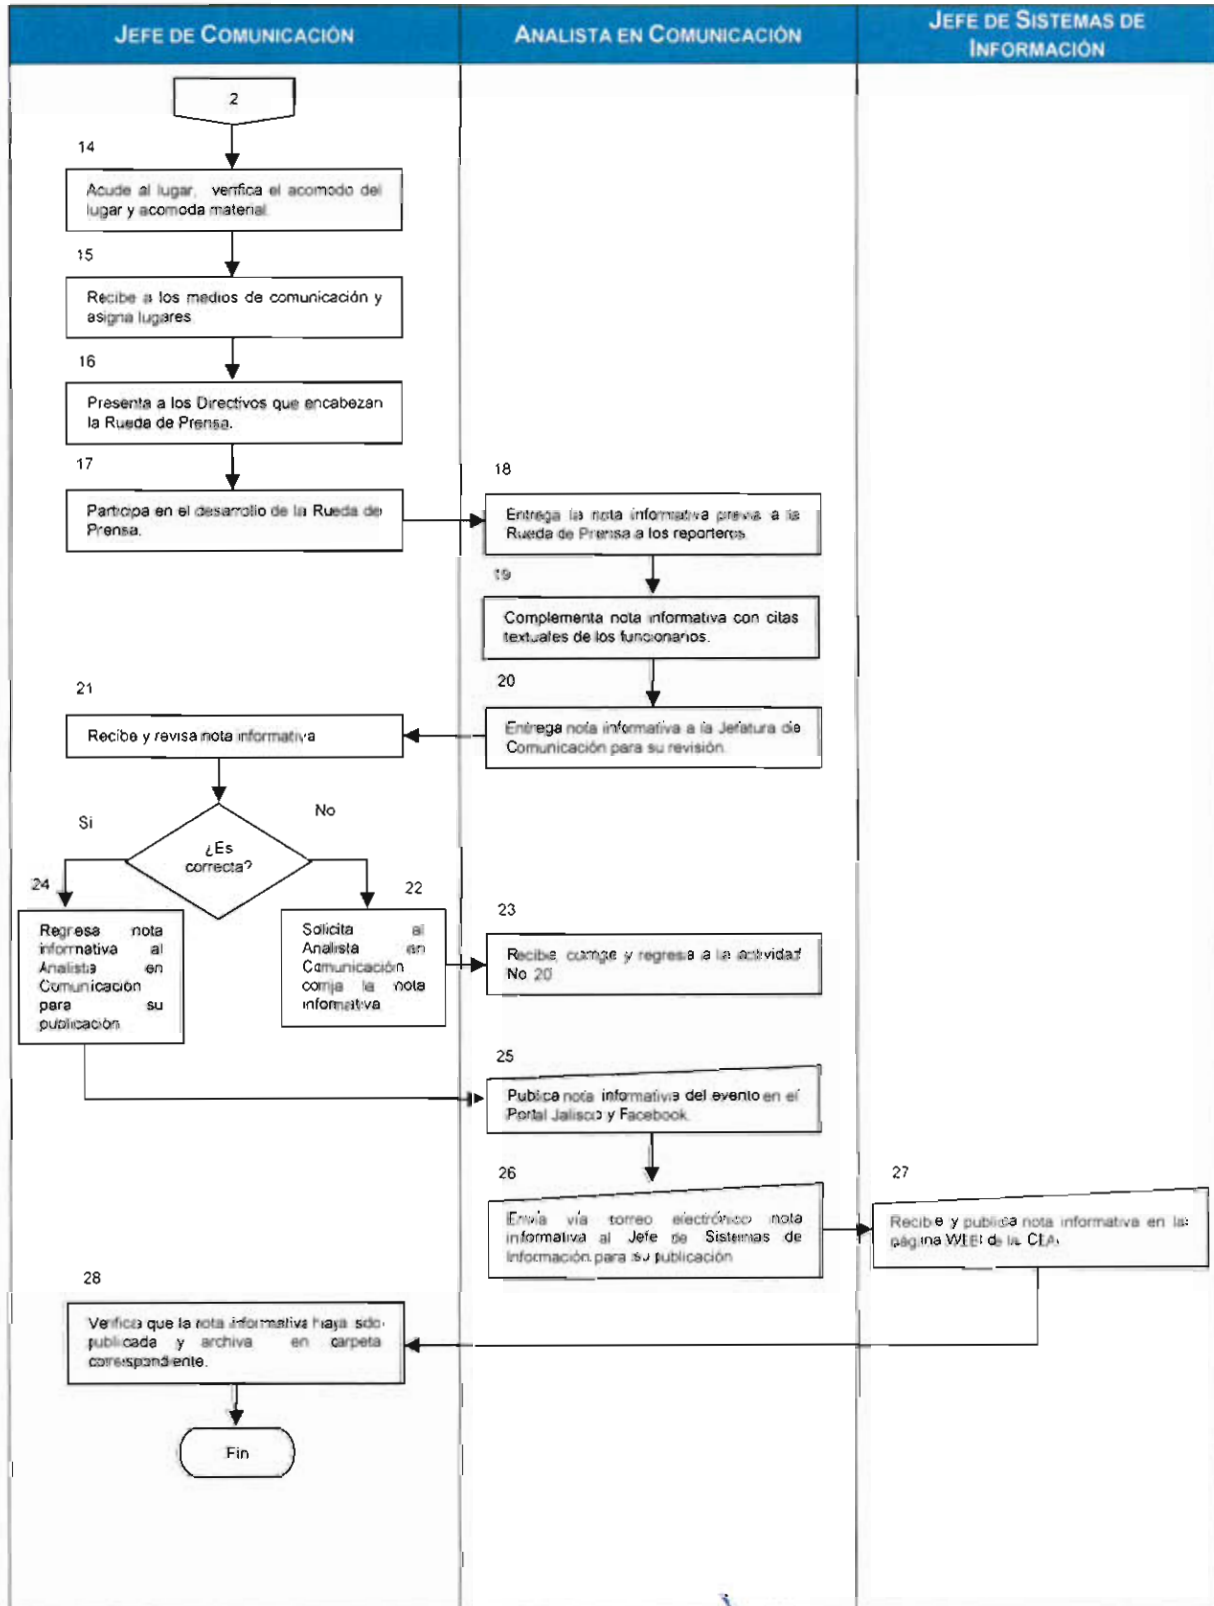 JEFE DE COMUNICACIÓN
ANALISTA EN COMUNICACIÓN
JEFE DE SISTEMAS DE
INFORMACIÓN
2
14
Acude al lugar, verifica el acomodo del
lugar y acomoda material.
15
Recibe a los medios de comunicación y
asigna lugares.
16
Presenta a los Directivos que encabezan
la Rueda de Prensa.
17
Participa en el desarrollo de la Rueda de
Prensa.
18
Entrega la nota informativa previa a la
Rueda de Prensa a los reporteros.
19
Complementa nota informativa con citas
textuales de los funcionarios.
20
Entrega nota informativa a la Jefatura de
Comunicación para su revisión.
21
Recibe y revisa nota informativa
¿Es
correcta?
Si
No
22
Solicita al
Analista en
Comunicación
corrija la nota
informativa
23
Recibe, corrige y regresa a la actividad
No 20
24
Regresa nota
informativa al
Analista en
Comunicación
para su
publicación
25
Publica nota informativa del evento en el
Portal Jalisco y Facebook.
26
Envía vía correo electrónico nota
informativa al Jefe de Sistemas de
Información para su publicación
27
Recibe y publica nota informativa en la
página WEB de la CEA.
28
Verifica que la nota informativa haya sido
publicada y archiva en carpeta
correspondiente.
Fin